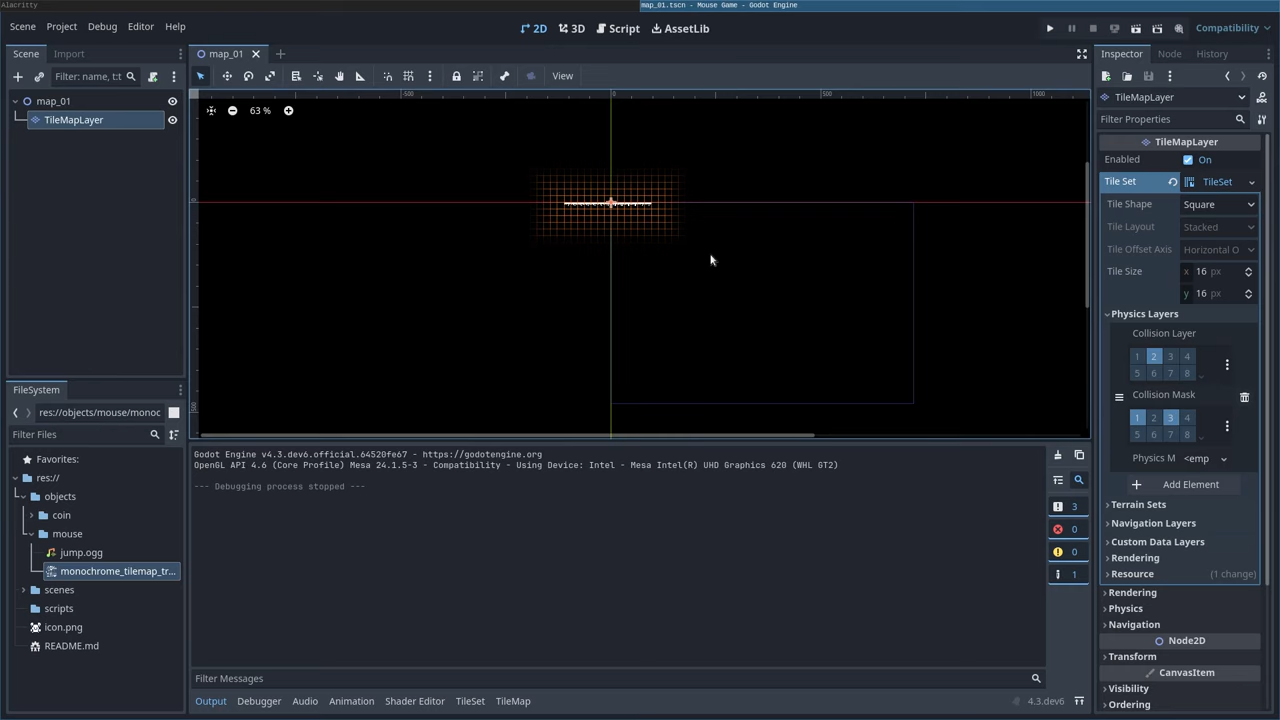 Alacritty
map_01.tscn - Mouse Game - Godot Engine
Scene Project Debug Editor Help
2D 3D Script AssetLib
Compatibility
Scene Import
Filter: name, t:t
map_01
TileMapLayer
map_01
View
-500 0 500 1000
63 %
0
500
FileSystem
res://objects/mouse/monoc
Filter Files
Favorites:
res://
objects
coin
mouse
jump.ogg
monochrome_tilemap_tr...
scenes
scripts
icon.png
README.md
Godot Engine v4.3.dev6.official.64520fe67 - https://godotengine.org
OpenGL API 4.6 (Core Profile) Mesa 24.1.5-3 - Compatibility - Using Device: Intel - Mesa Intel(R) UHD Graphics 620 (WHL GT2)
--- Debugging process stopped ---
3
0
0
1
Filter Messages
Output Debugger Audio Animation Shader Editor TileSet TileMap
4.3.dev6
Inspector Node History
TileMapLayer
Filter Properties
TileMapLayer
Enabled On
Tile Set TileSet
Tile Shape Square
Tile Layout Stacked
Tile Offset Axis Horizontal O
Tile Size x 16 px
y 16 px
Physics Layers
Collision Layer
1 2 3 4
5 6 7 8
Collision Mask
1 2 3 4
5 6 7 8
Physics M <emp
Add Element
Terrain Sets
Navigation Layers
Custom Data Layers
Rendering
Resource (1 change)
Rendering
Physics
Navigation
Node2D
Transform
CanvasItem
Visibility
Ordering